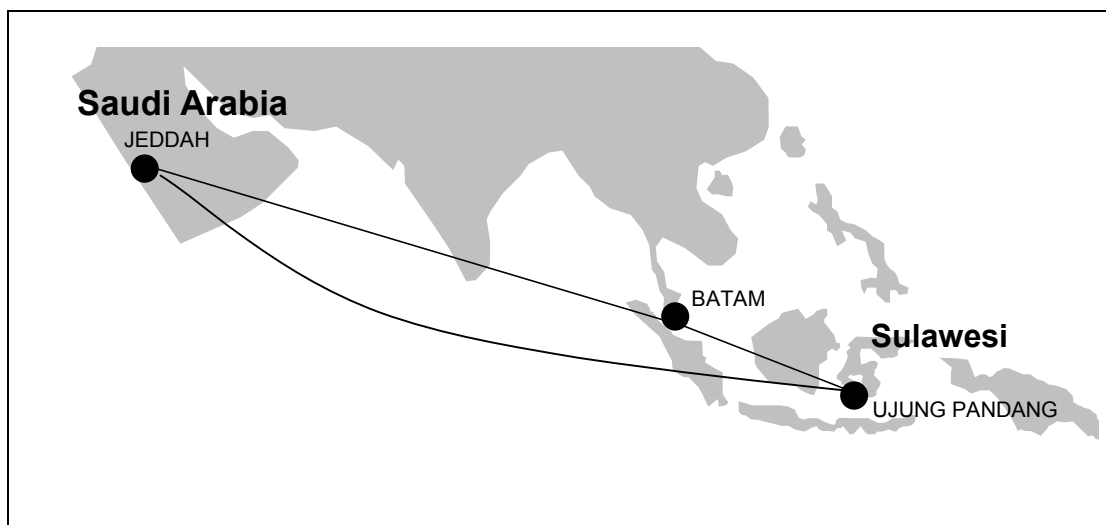 Saudi Arabia
JEDDAH
BATAM
Sulawesi
UJUNG PANDANG